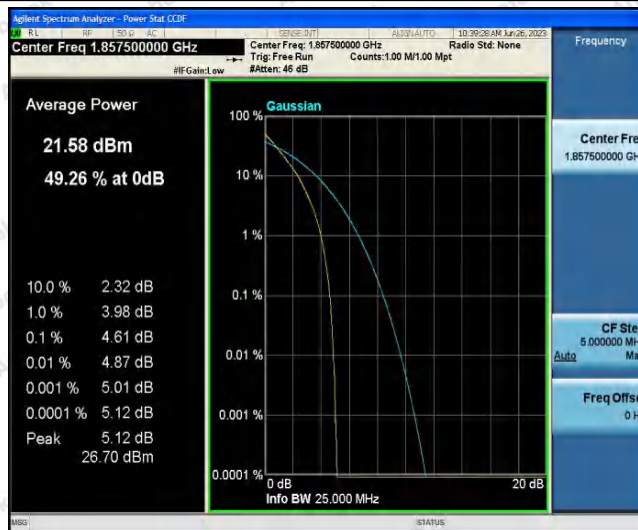 Agilent Spectrum Analyzer - Power Stat CCDF
RL RF 50 Ω AC SENSE:INT ALIGN AUTO 10:39:28 AM Jun 26, 2023
Center Freq 1.857500000 GHz
Center Freq: 1.857500000 GHz Radio Std: None
Trig: Free Run Counts:1.00 M/1.00 Mpt
#IFGain:Low #Atten: 46 dB
Frequency
Average Power
21.58 dBm
49.26 % at 0dB
10.0 % 2.32 dB
1.0 % 3.98 dB
0.1 % 4.61 dB
0.01 % 4.87 dB
0.001 % 5.01 dB
0.0001 % 5.12 dB
Peak 5.12 dB
26.70 dBm
Gaussian
100 %
10 %
1 %
0.1 %
0.01 %
0.001 %
0.0001 %
0 dB 20 dB
Info BW 25.000 MHz
Center Fre
1.857500000 GH
CF Ste
5.000000 MH
Auto Ma
Freq Offs
0 H
MSG STATUS